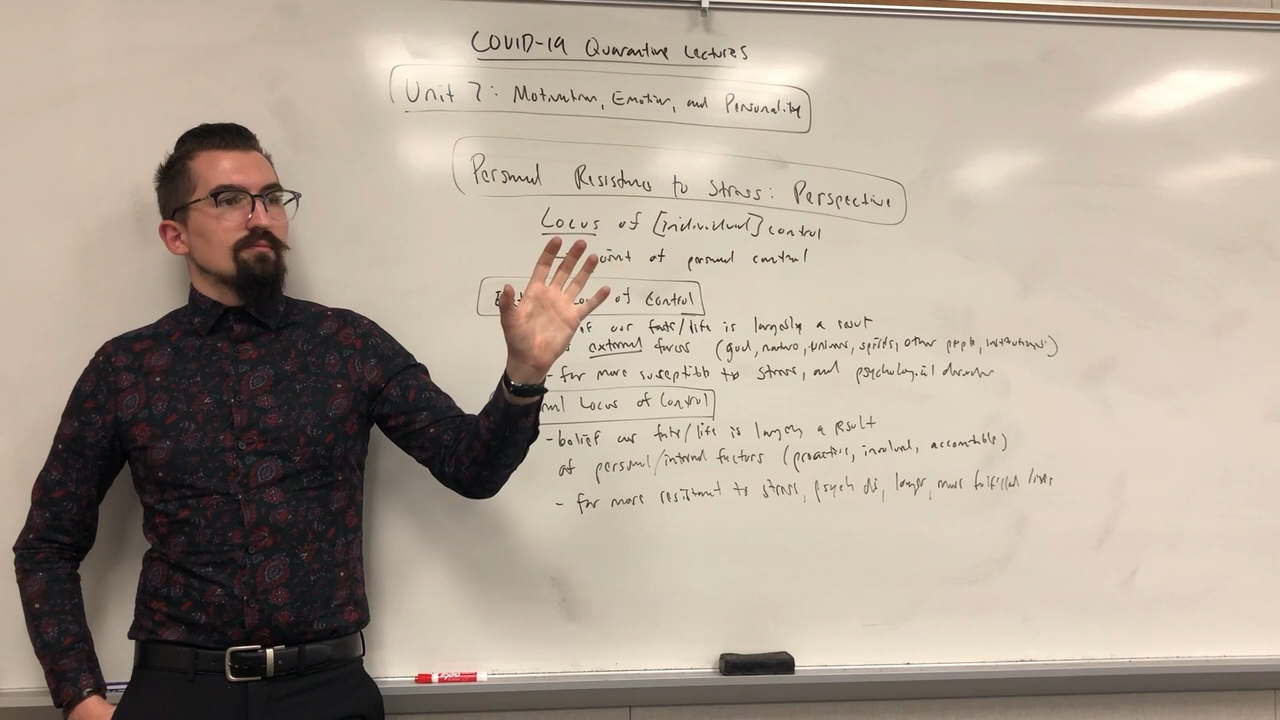 COVID-19 Quarantine Lectures
Unit 7: Motivation, Emotion, and Personality
Personal Resistance to Stress: Perspective
Locus of [individual] control
point of personal control
of Control
our fate/life is largely a result
external forces (god, nature, universe, spirits, other people, institutions)
- far more susceptible to stress, and psychological disorder
Locus of Control
- belief our fate/life is largely a result
of personal/internal factors (proactive, involved, accountable)
- far more resistant to stress, psych dis, longer, more fulfilled lives
expo